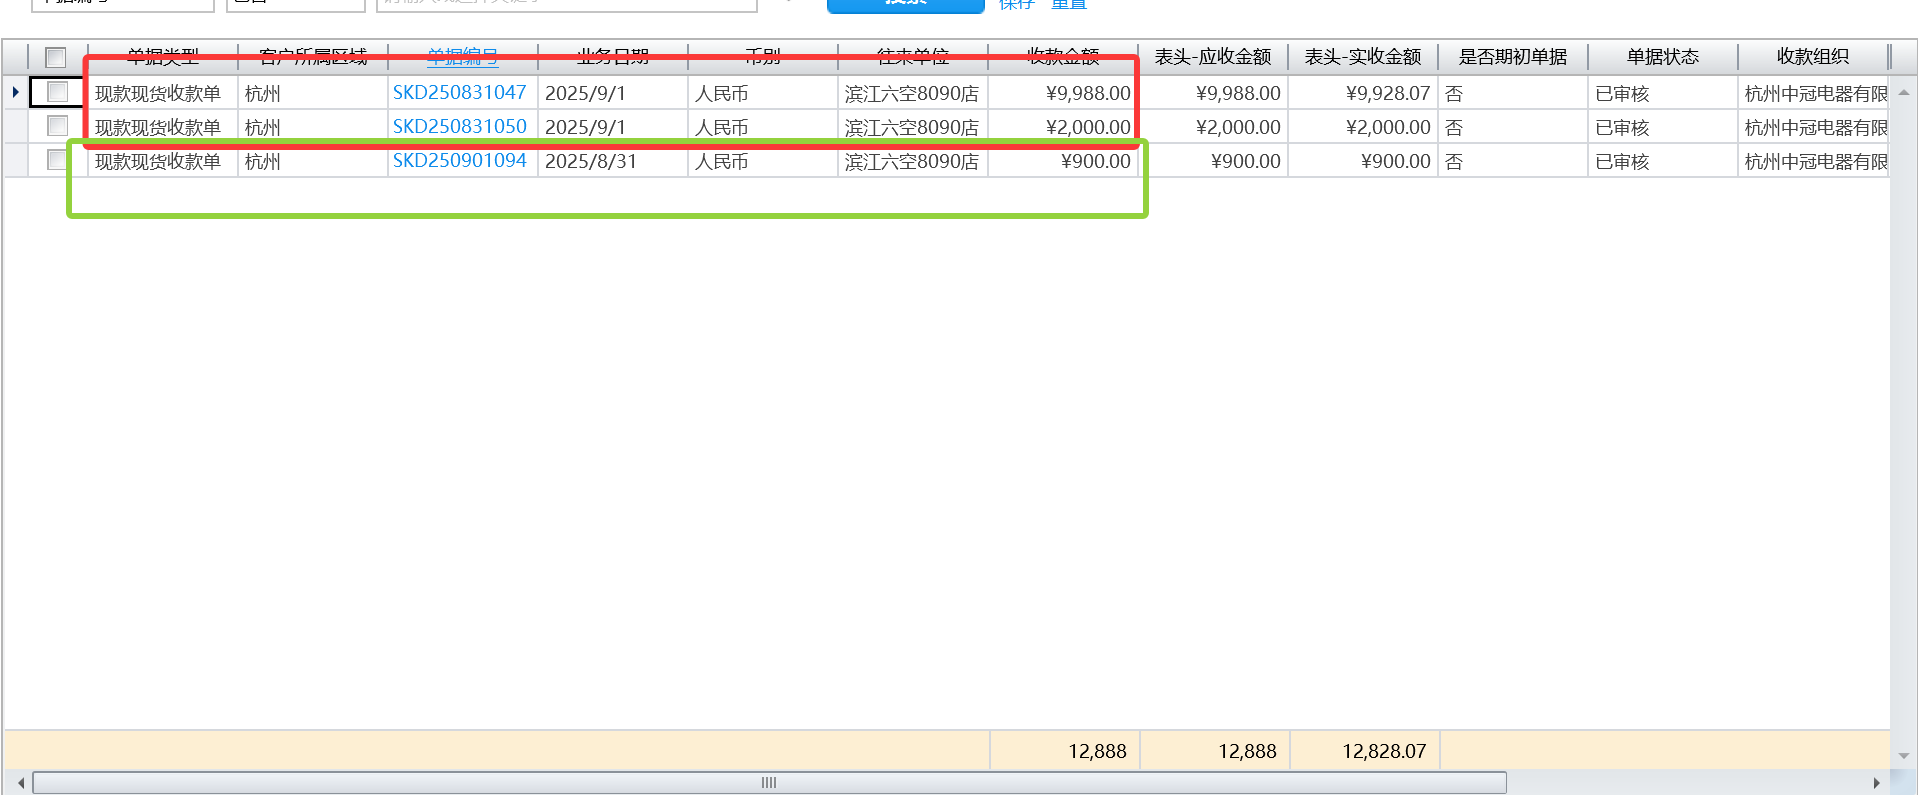 保存 重置
单据类型 客户所属区域 单据编号 业务日期 币别 往来单位 收款金额 表头-应收金额 表头-实收金额 是否期初单据 单据状态 收款组织
现款现货收款单 杭州 SKD250831047 2025/9/1 人民币 滨江六空8090店 ¥9,988.00 ¥9,988.00 ¥9,928.07 否 已审核 杭州中冠电器有限
现款现货收款单 杭州 SKD250831050 2025/9/1 人民币 滨江六空8090店 ¥2,000.00 ¥2,000.00 ¥2,000.00 否 已审核 杭州中冠电器有限
现款现货收款单 杭州 SKD250901094 2025/8/31 人民币 滨江六空8090店 ¥900.00 ¥900.00 ¥900.00 否 已审核 杭州中冠电器有限
12,888 12,888 12,828.07